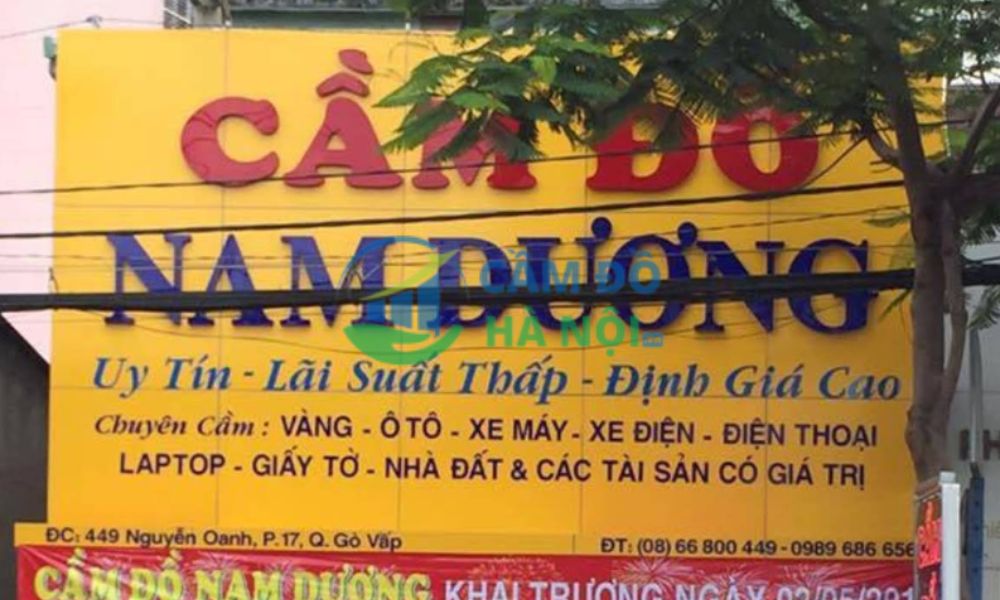 CẦM ĐỒ
NAM DƯƠNG
CẦM ĐỒ
HÀ NỘI
Uy Tín - Lãi Suất Thấp - Định Giá Cao
Chuyên Cầm : VÀNG - Ô TÔ - XE MÁY - XE ĐIỆN - ĐIỆN THOẠI
LAPTOP - GIẤY TỜ - NHÀ ĐẤT & CÁC TÀI SẢN CÓ GIÁ TRỊ
ĐC: 449 Nguyễn Oanh, P.17, Q. Gò Vấp
ĐT: (08) 66 800 449 - 0989 686 656
CẦM ĐỒ NAM DƯƠNG KHAI TRƯƠNG NGÀY 02/05/201